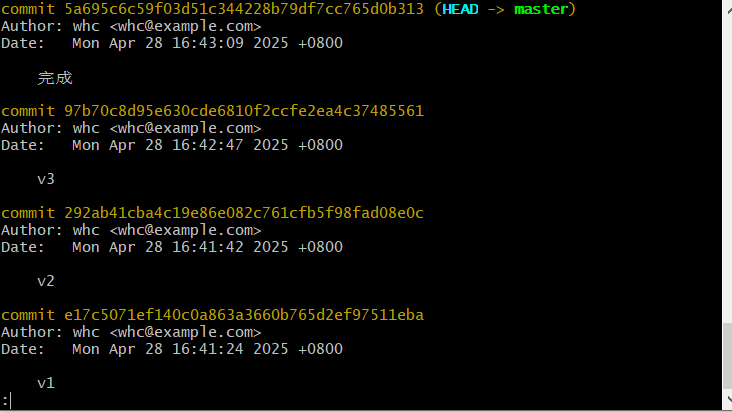 commit 5a695c6c59f03d51c344228b79df7cc765d0b313 (HEAD -> master)
Author: whc <whc@example.com>
Date:   Mon Apr 28 16:43:09 2025 +0800
完成
commit 97b70c8d95e630cde6810f2ccfe2ea4c37485561
Author: whc <whc@example.com>
Date:   Mon Apr 28 16:42:47 2025 +0800
v3
commit 292ab41cba4c19e86e082c761cfb5f98fad08e0c
Author: whc <whc@example.com>
Date:   Mon Apr 28 16:41:42 2025 +0800
v2
commit e17c5071ef140c0a863a3660b765d2ef97511eba
Author: whc <whc@example.com>
Date:   Mon Apr 28 16:41:24 2025 +0800
v1
: